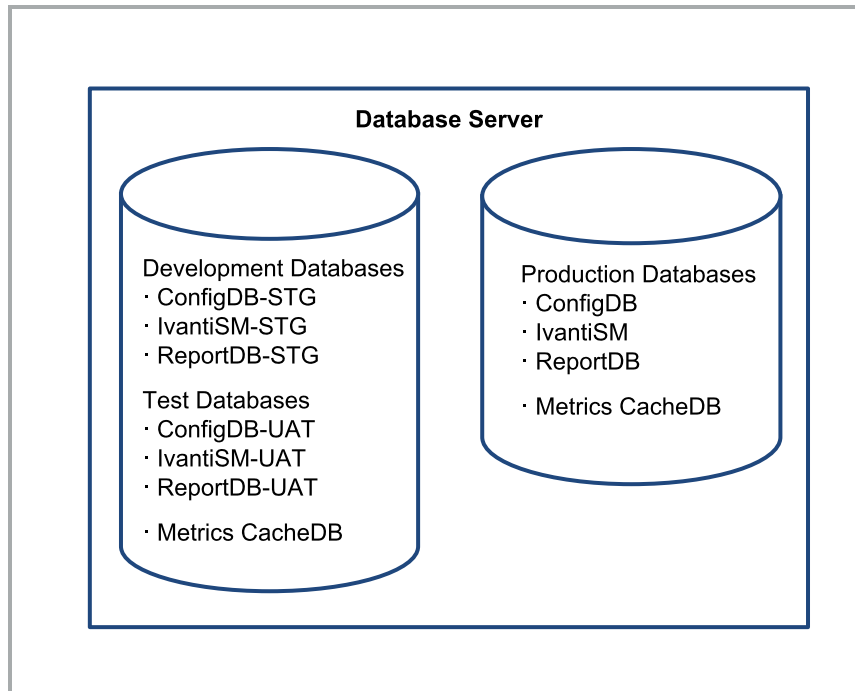 Database Server
Development Databases
· ConfigDB-STG
· IvantiSM-STG
· ReportDB-STG
Test Databases
· ConfigDB-UAT
· IvantiSM-UAT
· ReportDB-UAT
· Metrics CacheDB
Production Databases
· ConfigDB
· IvantiSM
· ReportDB
· Metrics CacheDB